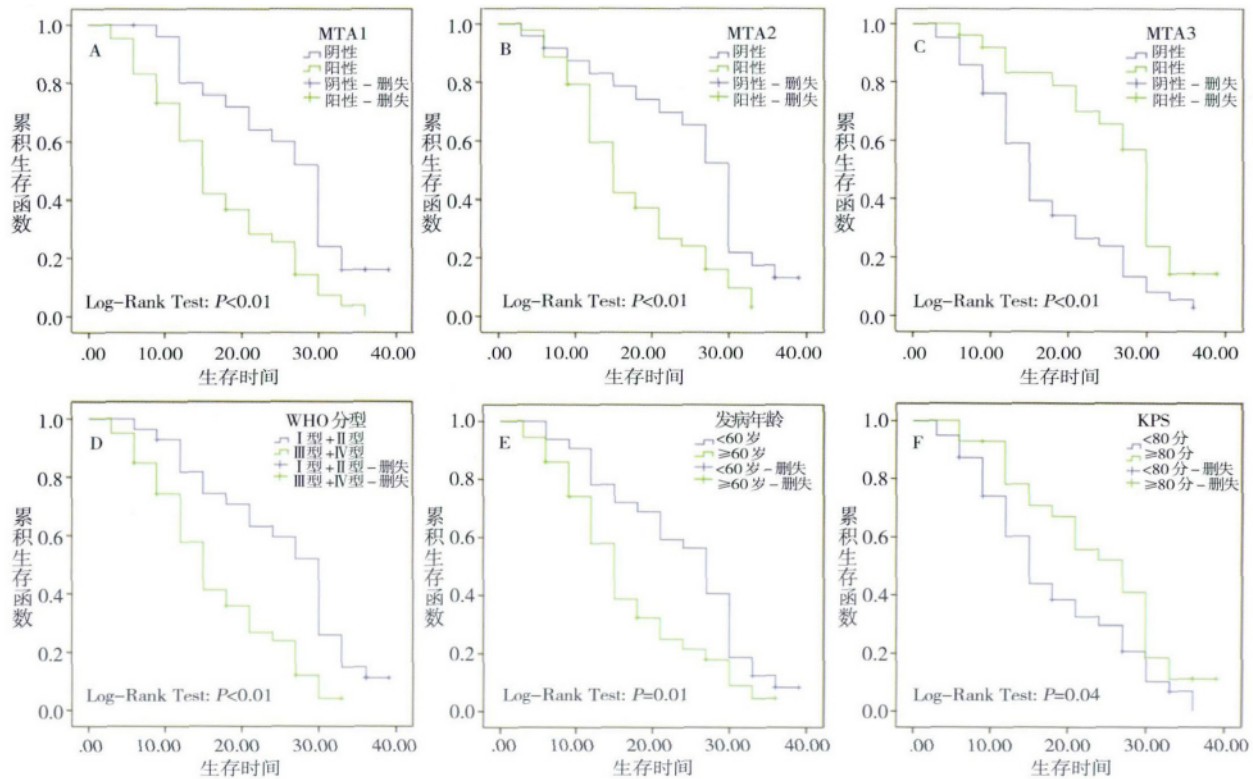 A
MTA1
阴性
阳性
阴性－删失
阳性－删失
累积生存函数
1.0
0.8
0.6
0.4
0.2
0.0
Log-Rank Test: P<0.01
.00 10.00 20.00 30.00 40.00
生存时间
B
MTA2
阴性
阳性
阴性－删失
阳性－删失
累积生存函数
1.0
0.8
0.6
0.4
0.2
0.0
Log-Rank Test: P<0.01
.00 10.00 20.00 30.00 40.00
生存时间
C
MTA3
阴性
阳性
阴性－删失
阳性－删失
累积生存函数
1.0
0.8
0.6
0.4
0.2
0.0
Log-Rank Test: P<0.01
.00 10.00 20.00 30.00 40.00
生存时间
D
WHO 分型
Ⅰ型+Ⅱ型
Ⅲ型+Ⅳ型
Ⅰ型+Ⅱ型－删失
Ⅲ型+Ⅳ型－删失
累积生存函数
1.0
0.8
0.6
0.4
0.2
0.0
Log-Rank Test: P<0.01
.00 10.00 20.00 30.00 40.00
生存时间
E
发病年龄
<60岁
≥60岁
<60岁－删失
≥60岁－删失
累积生存函数
1.0
0.8
0.6
0.4
0.2
0.0
Log-Rank Test: P=0.01
.00 10.00 20.00 30.00 40.00
生存时间
F
KPS
<80分
≥80分
<80分－删失
≥80分－删失
累积生存函数
1.0
0.8
0.6
0.4
0.2
0.0
Log-Rank Test: P=0.04
.00 10.00 20.00 30.00 40.00
生存时间